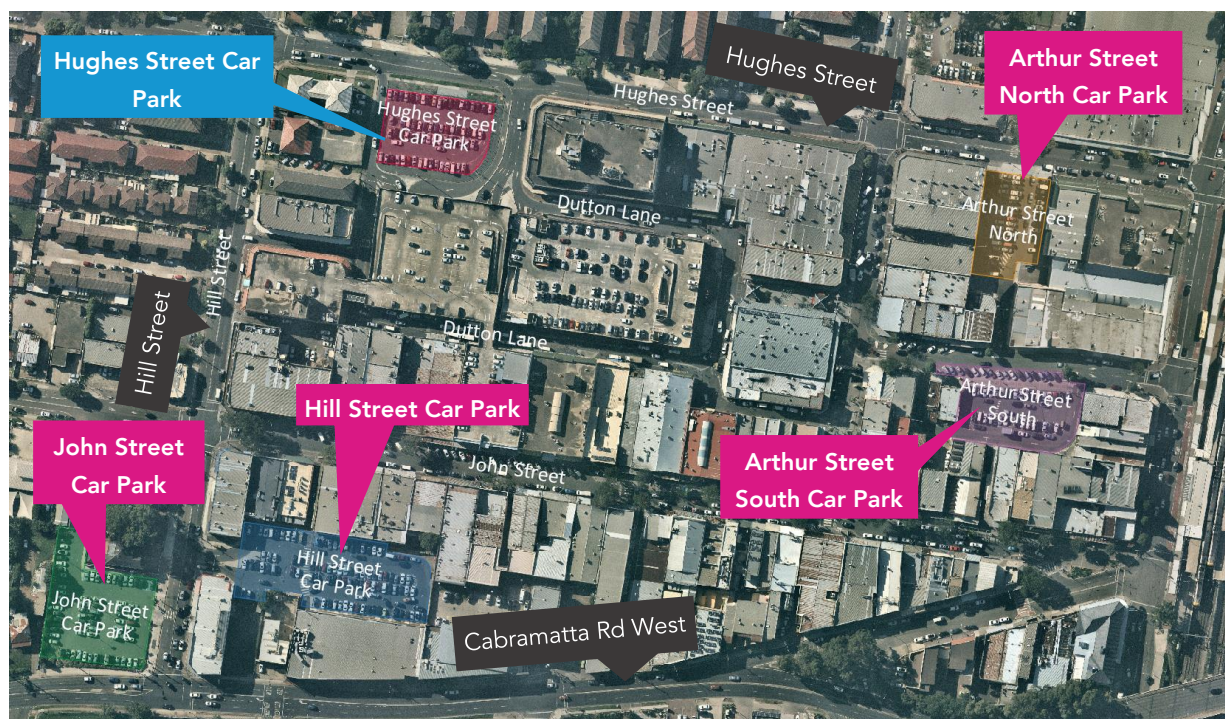 Hughes Street Car
Park
Hughes Street
Arthur Street
North Car Park
Hughes Street
Hughes Street
Car Park
Dutton Lane
Arthur Street
North
Hill Street
Hill Street
Dutton Lane
Hill Street Car Park
Arthur Street
South
John Street
Car Park
John Street
Arthur Street
South Car Park
Hill Street
Car Park
John Street
Car Park
Cabramatta Rd West